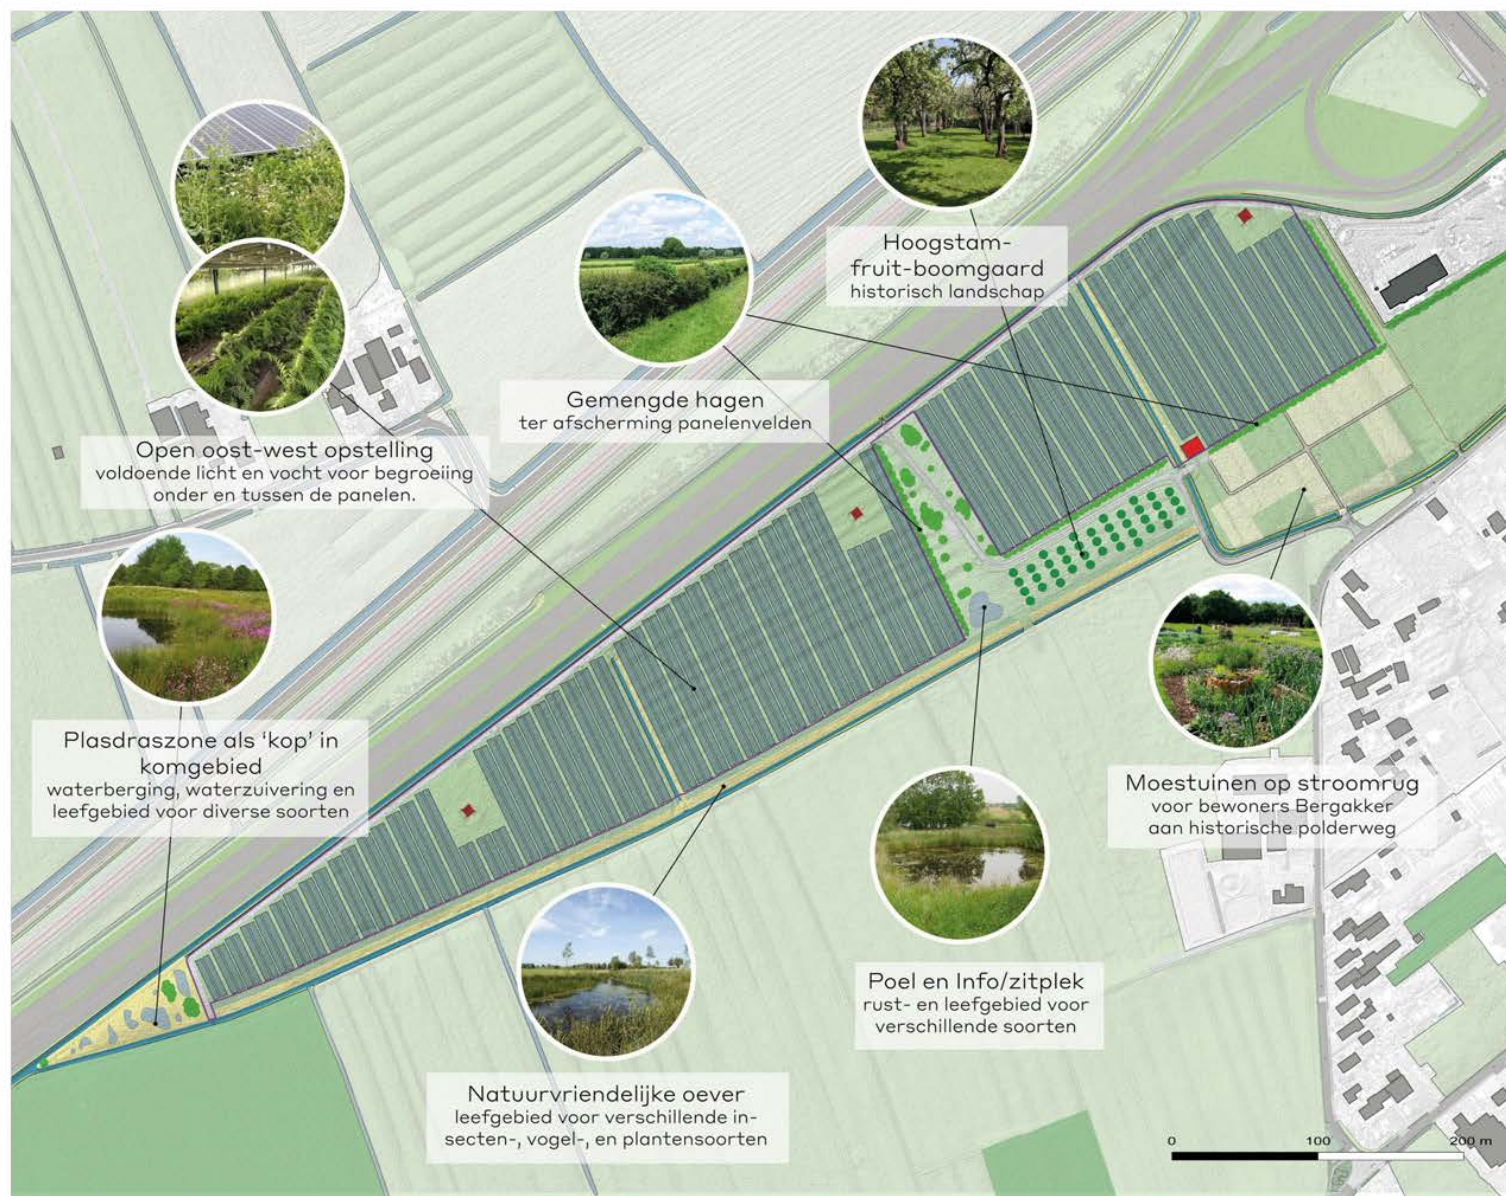 Hoogstam-
fruit-boomgaard
historisch landschap
Gemengde hagen
ter afscherming panelenvelden
Open oost-west opstelling
voldoende licht en vocht voor begroeiing
onder en tussen de panelen.
Plasdraszone als ‘kop’ in
komgebied
waterberging, waterzuivering en
leefgebied voor diverse soorten
Moestuinen op stroomrug
voor bewoners Bergakker
aan historische polderweg
Poel en Info/zitplek
rust- en leefgebied voor
verschillende soorten
Natuurvriendelijke oever
leefgebied voor verschillende in-
secten-, vogel-, en plantensoorten
0 100 200 m